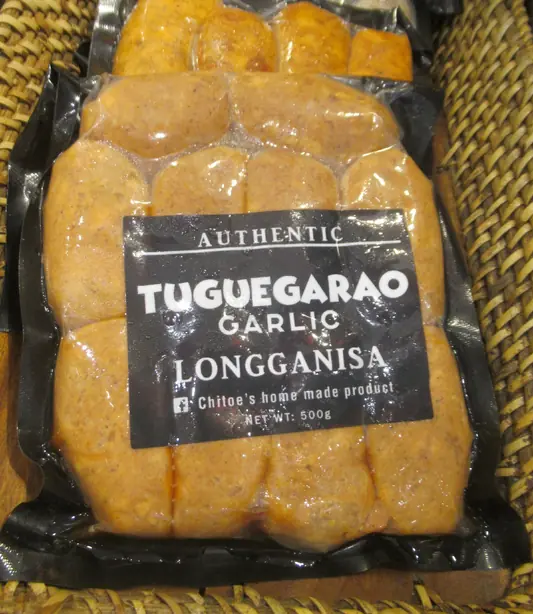 AUTHENTIC
TUGUEGARAO
GARLIC
LONGGANISA
Chitoe's home made product
NET WT: 500g